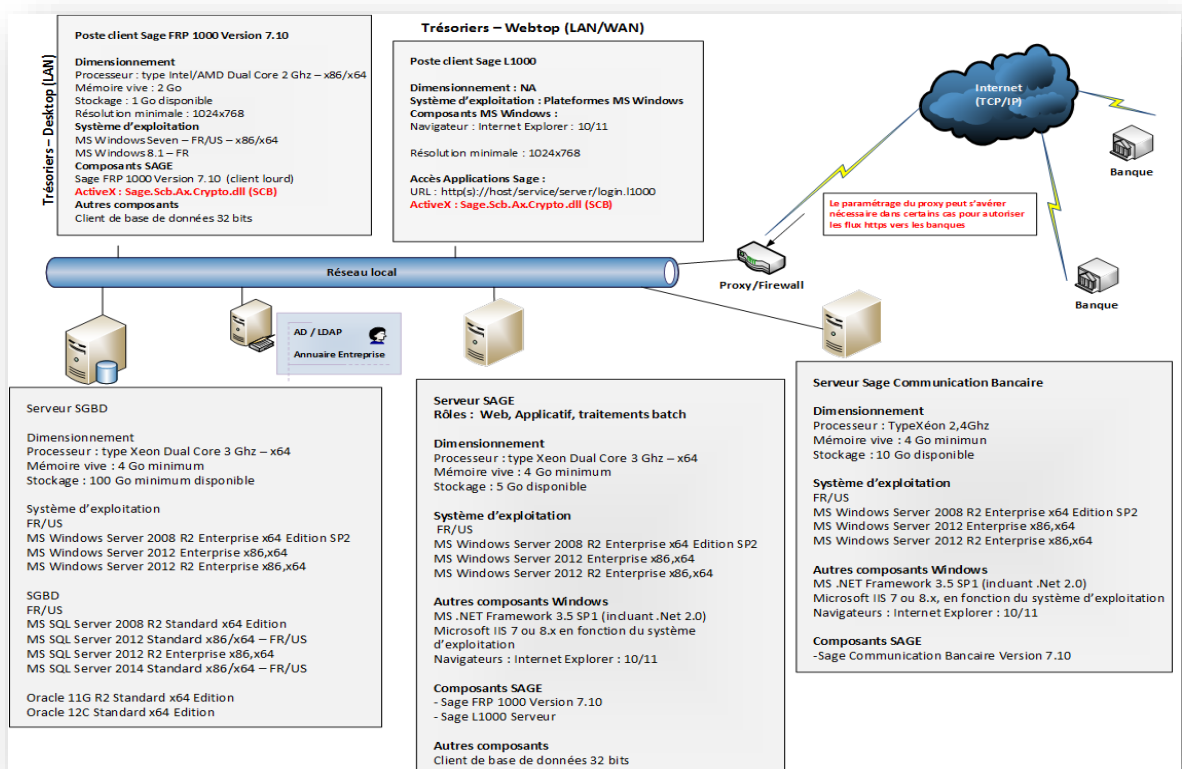 Trésoriers – Desktop (LAN)
Poste client Sage FRP 1000 Version 7.10
Dimensionnement
Processeur : type Intel/AMD Dual Core 2 Ghz – x86/x64
Mémoire vive : 2 Go
Stockage : 1 Go disponible
Résolution minimale : 1024x768
Système d’exploitation
MS Windows Seven – FR/US – x86/x64
MS Windows 8.1 – FR
Composants SAGE
Sage FRP 1000 Version 7.10 (client lourd)
ActiveX : Sage.Scb.Ax.Crypto.dll (SCB)
Autres composants
Client de base de données 32 bits
Trésoriers – Webtop (LAN/WAN)
Poste client Sage L1000
Dimensionnement : NA
Système d’exploitation : Plateformes MS Windows
Composants MS Windows :
Navigateur : Internet Explorer : 10/11
Résolution minimale : 1024x768
Accès Applications Sage :
URL : http(s)://host/service/server/login.l1000
ActiveX : Sage.Scb.Ax.Crypto.dll (SCB)
Internet
(TCP/IP)
Banque
Le paramétrage du proxy peut s’avérer
nécessaire dans certains cas pour autoriser
les flux https vers les banques
Banque
Proxy/Firewall
Réseau local
AD / LDAP
Annuaire Entreprise
Serveur SGBD
Dimensionnement
Processeur : type Xeon Dual Core 3 Ghz – x64
Mémoire vive : 4 Go minimum
Stockage : 100 Go minimum disponible
Système d’exploitation
FR/US
MS Windows Server 2008 R2 Enterprise x64 Edition SP2
MS Windows Server 2012 Enterprise x86,x64
MS Windows Server 2012 R2 Enterprise x86,x64
SGBD
FR/US
MS SQL Server 2008 R2 Standard x64 Edition
MS SQL Server 2012 Standard x86/x64 – FR/US
MS SQL Server 2012 R2 Enterprise x86,x64
MS SQL Server 2014 Standard x86/x64 – FR/US
Oracle 11G R2 Standard x64 Edition
Oracle 12C Standard x64 Edition
Serveur SAGE
Rôles : Web, Applicatif, traitements batch
Dimensionnement
Processeur : type Xeon Dual Core 3 Ghz – x64
Mémoire vive : 4 Go minimum
Stockage : 5 Go disponible
Système d’exploitation
FR/US
MS Windows Server 2008 R2 Enterprise x64 Edition SP2
MS Windows Server 2012 Enterprise x86,x64
MS Windows Server 2012 R2 Enterprise x86,x64
Autres composants Windows
MS .NET Framework 3.5 SP1 (incluant .Net 2.0)
Microsoft IIS 7 ou 8.x en fonction du système
d’exploitation
Navigateurs : Internet Explorer : 10/11
Composants SAGE
- Sage FRP 1000 Version 7.10
- Sage L1000 Serveur
Autres composants
Client de base de données 32 bits
Serveur Sage Communication Bancaire
Dimensionnement
Processeur : TypeXéon 2,4Ghz
Mémoire vive : 4 Go minimun
Stockage : 10 Go disponible
Système d’exploitation
FR/US
MS Windows Server 2008 R2 Enterprise x64 Edition SP2
MS Windows Server 2012 Enterprise x86,x64
MS Windows Server 2012 R2 Enterprise x86,x64
Autres composants Windows
MS .NET Framework 3.5 SP1 (incluant .Net 2.0)
Microsoft IIS 7 ou 8.x, en fonction du système d’exploitation
Navigateurs : Internet Explorer : 10/11
Composants SAGE
-Sage Communication Bancaire Version 7.10